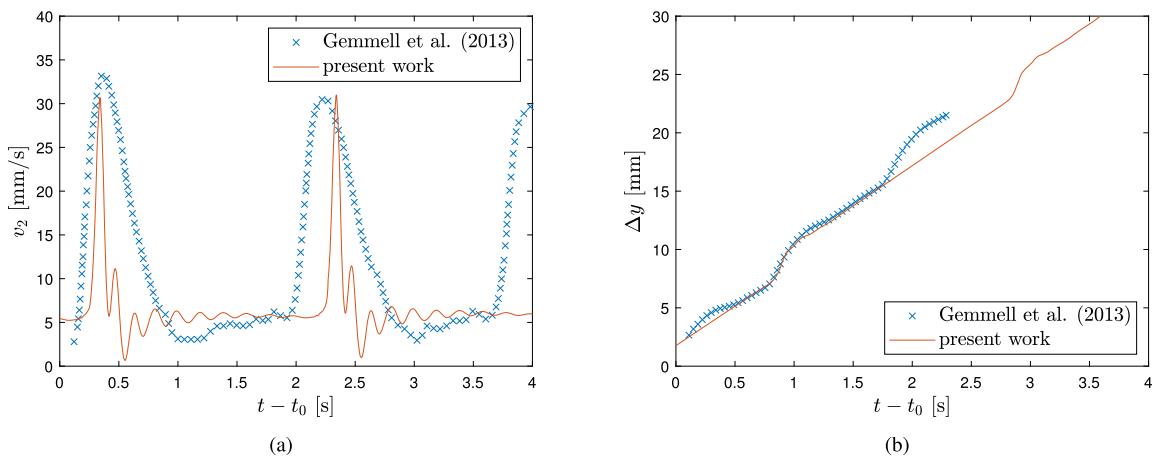 40
35
30
25
20
15
10
5
0
v₂ [mm/s]
0 0.5 1 1.5 2 2.5 3 3.5 4
t − t₀ [s]
Gemmell et al. (2013)
present work
(a)
30
25
20
15
10
5
0
Δy [mm]
0 0.5 1 1.5 2 2.5 3 3.5 4
t − t₀ [s]
Gemmell et al. (2013)
present work
(b)